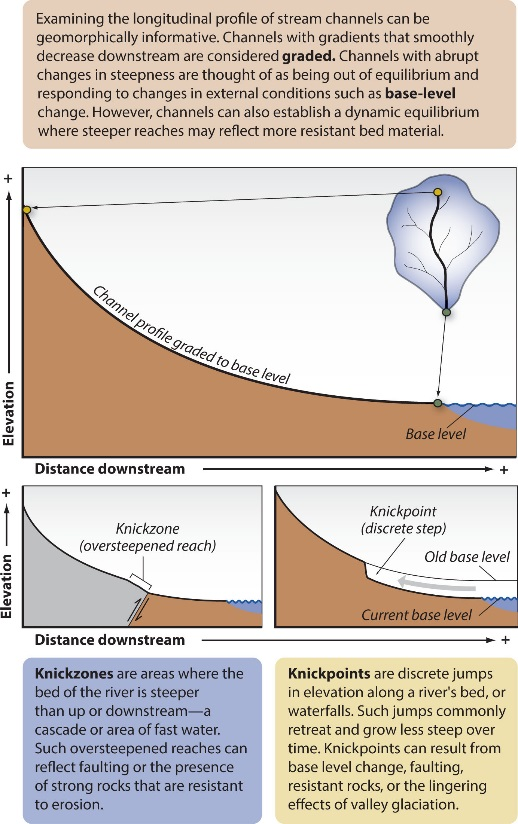 Examining the longitudinal profile of stream channels can be
geomorphically informative. Channels with gradients that smoothly
decrease downstream are considered graded. Channels with abrupt
changes in steepness are thought of as being out of equilibrium and
responding to changes in external conditions such as base-level
change. However, channels can also establish a dynamic equilibrium
where steeper reaches may reflect more resistant bed material.
+
Elevation
Channel profile graded to base level
Base level
Distance downstream
+
+
Elevation
Knickzone
(oversteepened reach)
Knickpoint
(discrete step)
Old base level
Current base level
Distance downstream
+
Knickzones are areas where the
bed of the river is steeper
than up or downstream—a
cascade or area of fast water.
Such oversteepened reaches can
reflect faulting or the presence
of strong rocks that are resistant
to erosion.
Knickpoints are discrete jumps
in elevation along a river's bed, or
waterfalls. Such jumps commonly
retreat and grow less steep over
time. Knickpoints can result from
base level change, faulting,
resistant rocks, or the lingering
effects of valley glaciation.